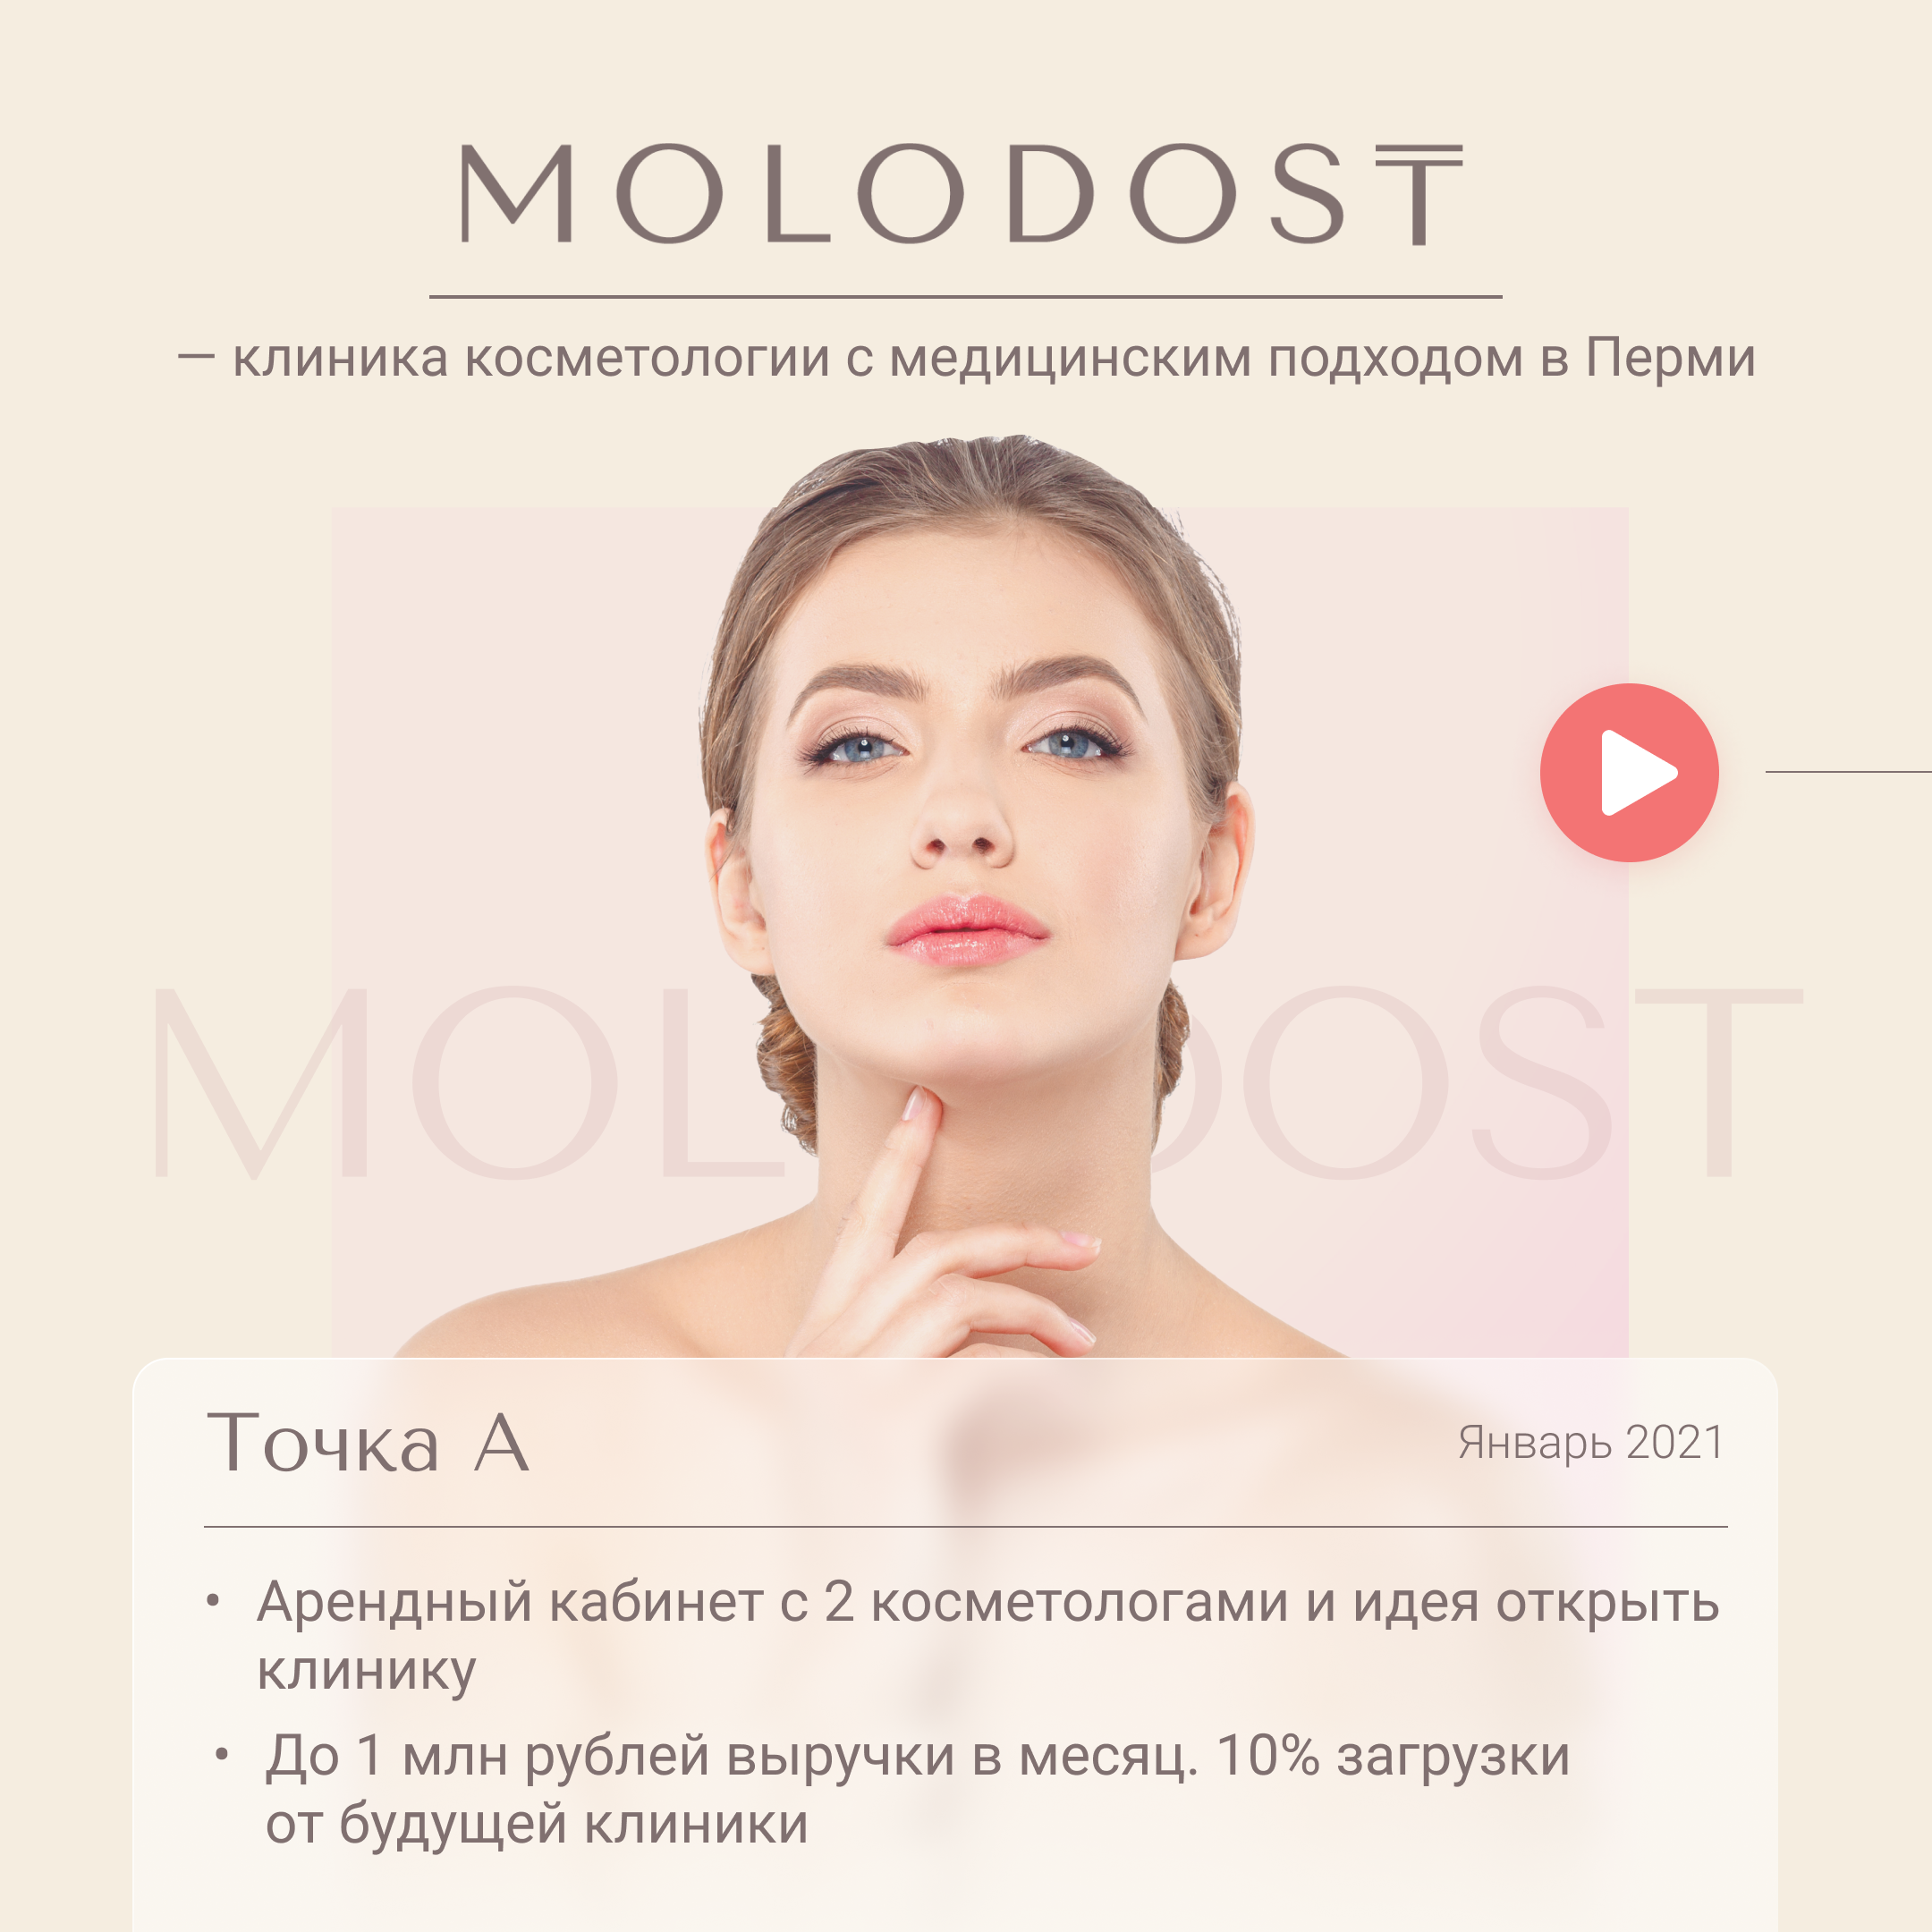 MOLODOST
— клиника косметологии с медицинским подходом в Перми
MOLODOST
Точка А
Январь 2021
• Арендный кабинет с 2 косметологами и идея открыть
клинику
• До 1 млн рублей выручки в месяц. 10% загрузки
от будущей клиники